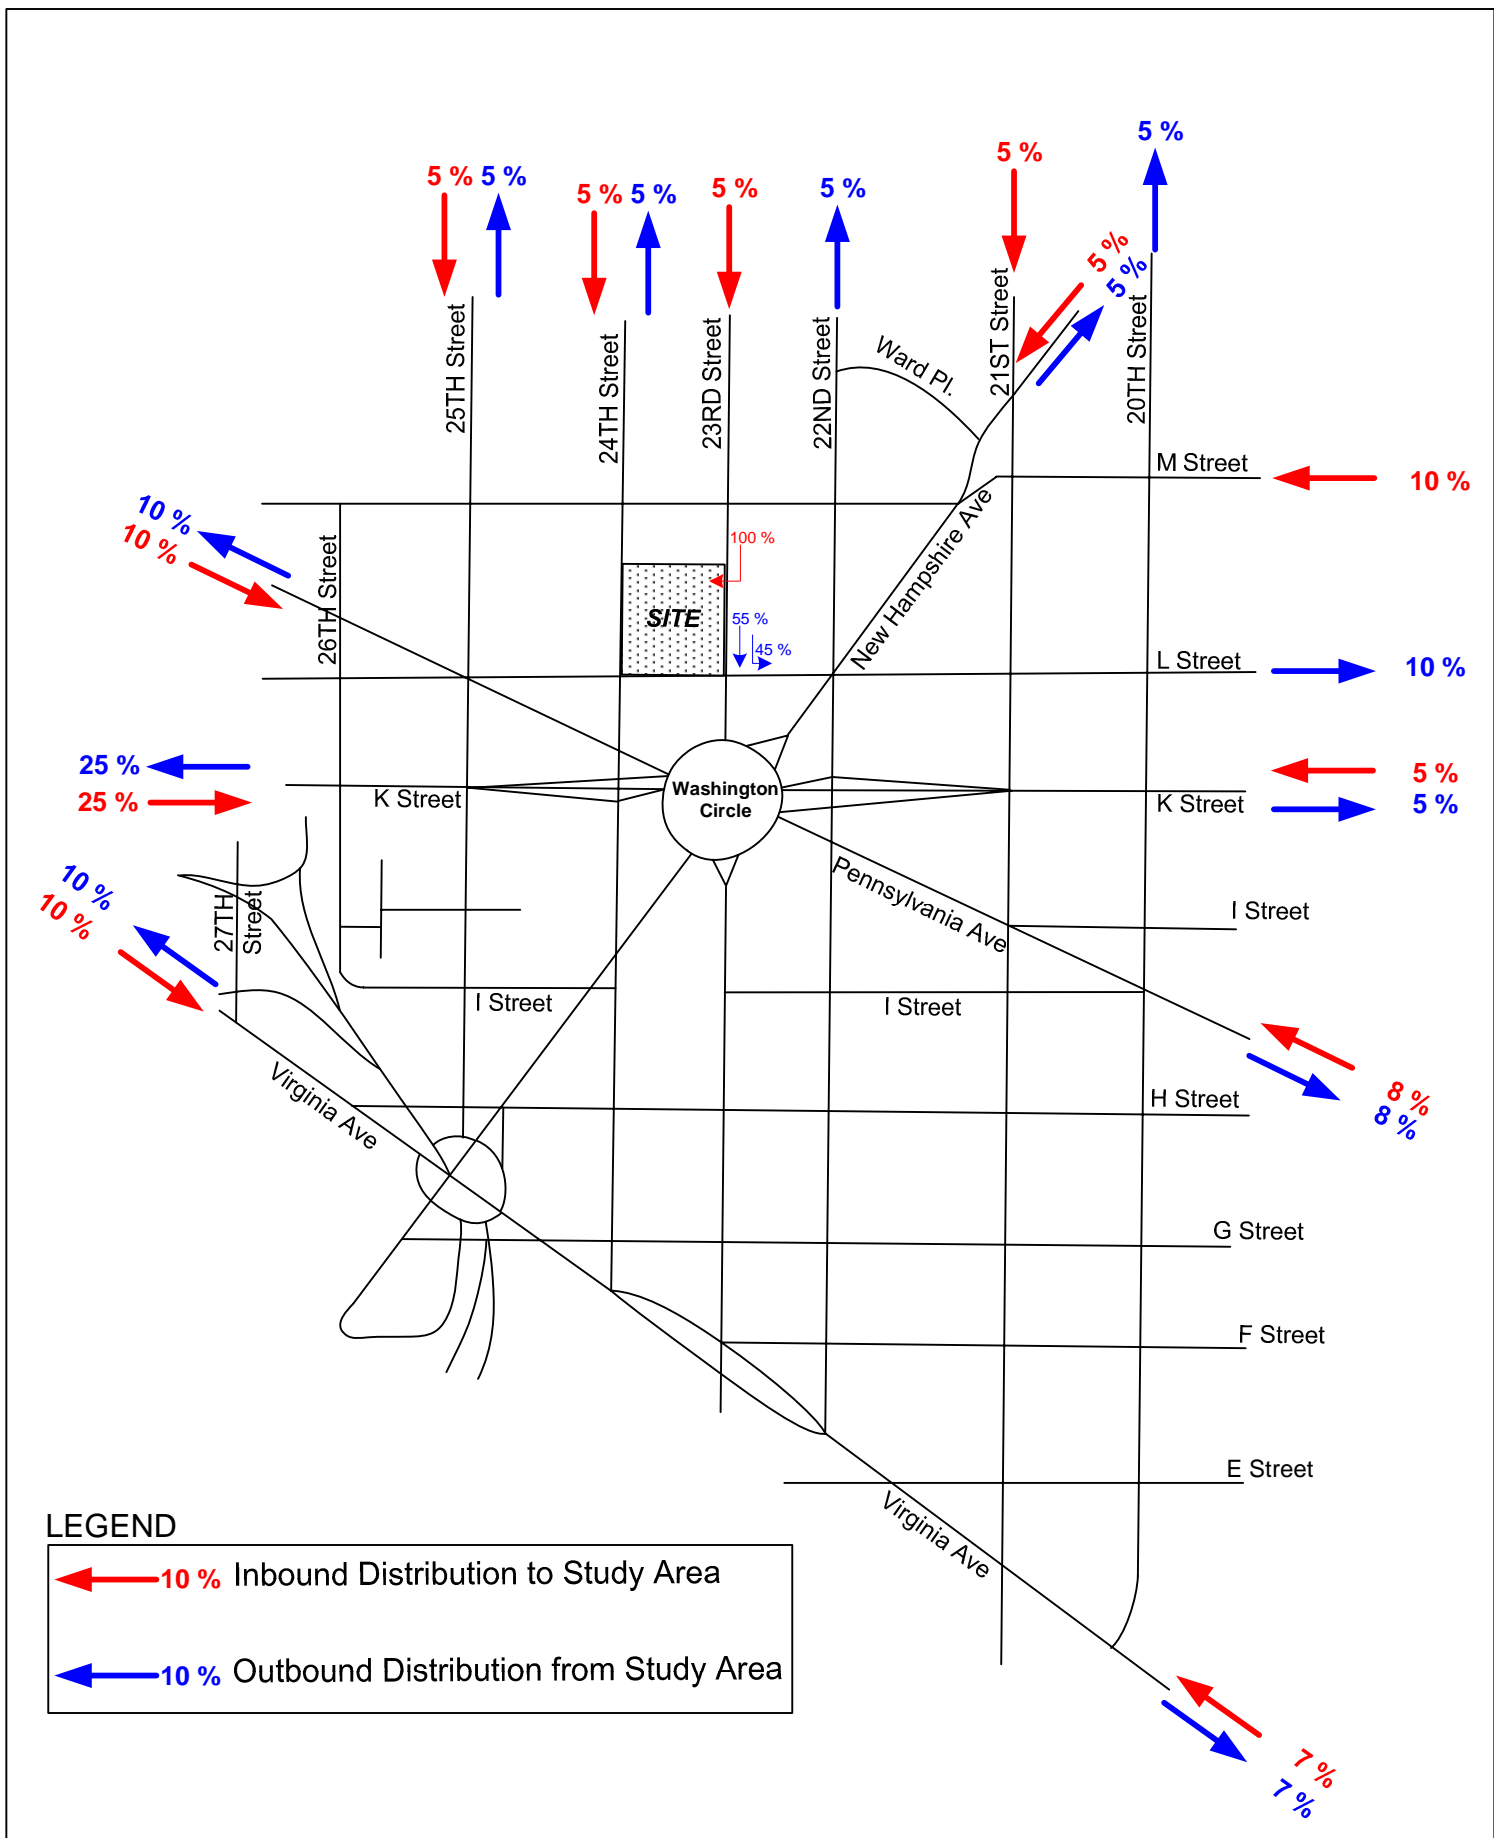 5 %
5 %
5 %
5 %
5 %
5 %
5 %
5 %
5 %
5 %
5 %
25TH Street
24TH Street
23RD Street
22ND Street
Ward Pl.
21ST Street
20TH Street
M Street
10 %
10 %
10 %
26TH Street
100 %
SITE
55 %
45 %
New Hampshire Ave
L Street
10 %
25 %
25 %
K Street
Washington
Circle
5 %
K Street
5 %
10 %
10 %
27TH
Street
Pennsylvania Ave
I Street
I Street
I Street
8 %
8 %
Virginia Ave
H Street
G Street
F Street
E Street
Virginia Ave
7 %
7 %
LEGEND
10 % Inbound Distribution to Study Area
10 % Outbound Distribution from Study Area